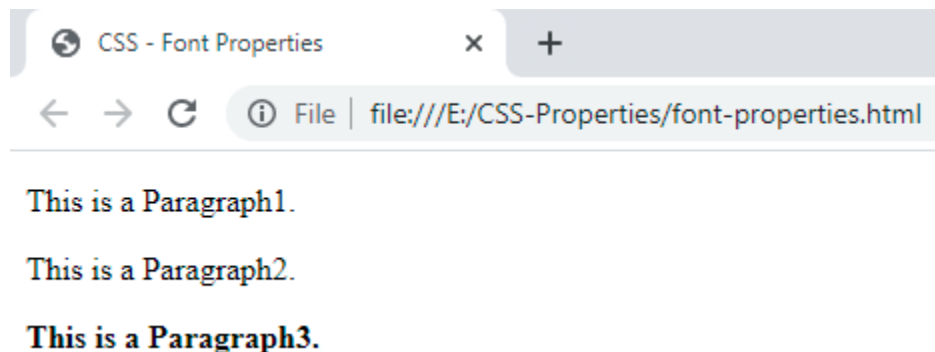 CSS - Font Properties
File | file:///E:/CSS-Properties/font-properties.html
This is a Paragraph1.
This is a Paragraph2.
This is a Paragraph3.